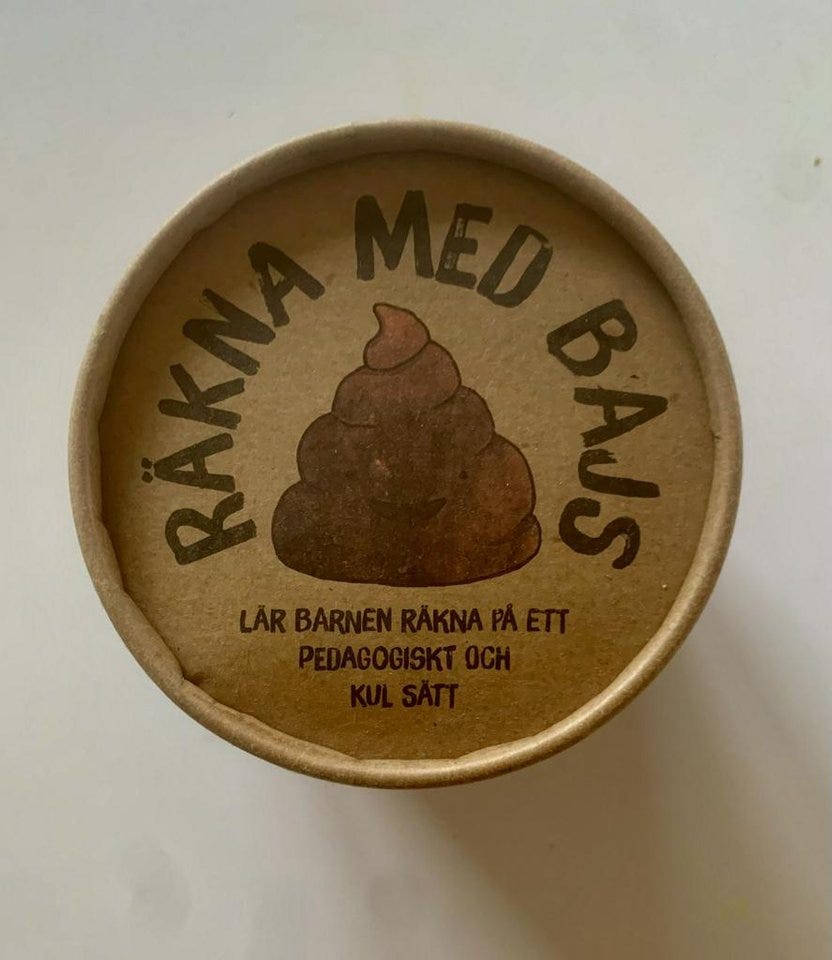 RÄKNA MED BAJS
LÄR BARNEN RÄKNA PÅ ETT
PEDAGOGISKT OCH
KUL SÄTT